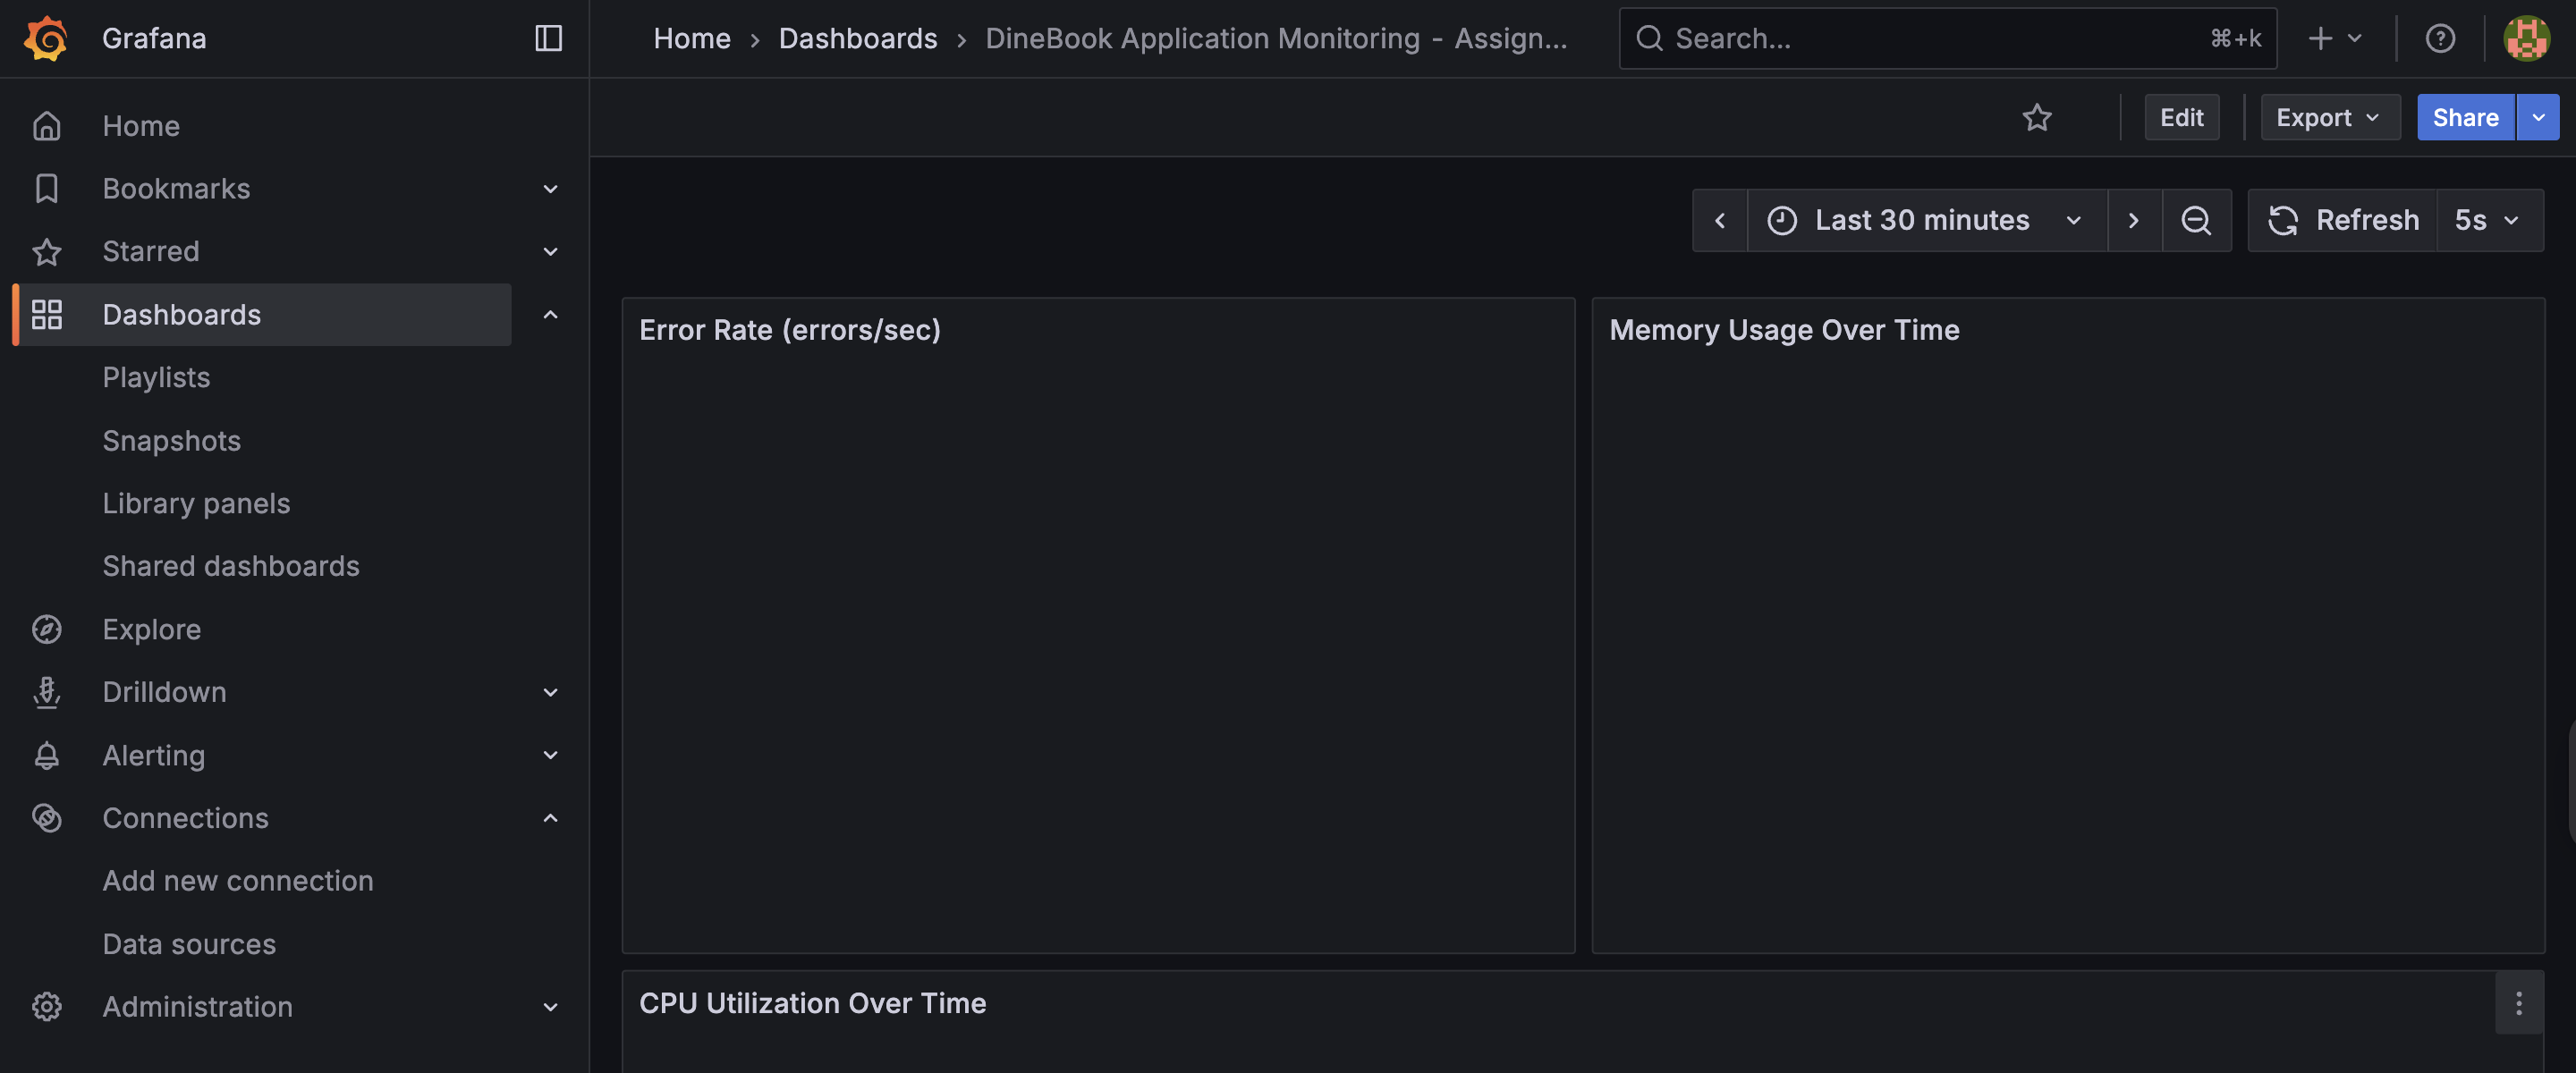 Grafana
Home
Bookmarks
Starred
Dashboards
Playlists
Snapshots
Library panels
Shared dashboards
Explore
Drilldown
Alerting
Connections
Add new connection
Data sources
Administration
Home › Dashboards › DineBook Application Monitoring - Assign...
Search...
⌘+k
Edit
Export
Share
Last 30 minutes
Refresh
5s
Error Rate (errors/sec)
Memory Usage Over Time
CPU Utilization Over Time